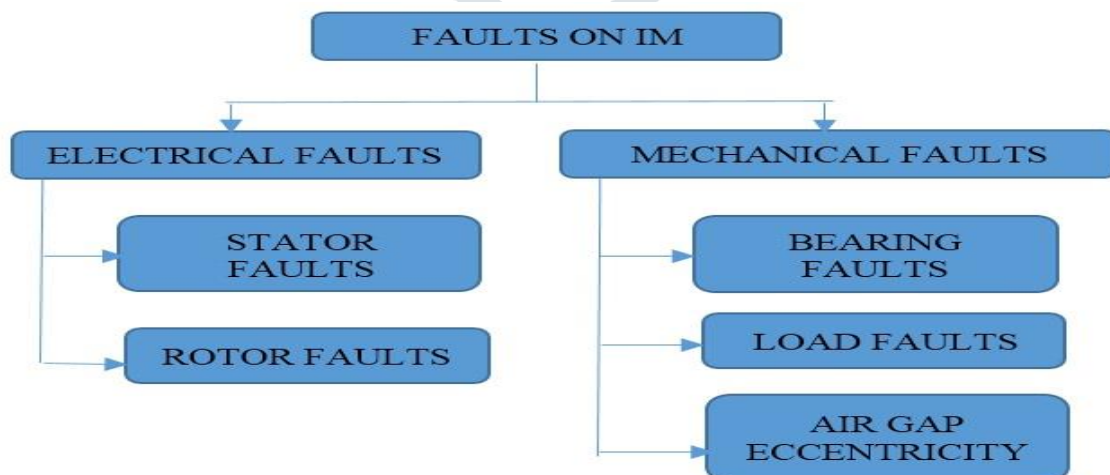 FAULTS ON IM
ELECTRICAL FAULTS
STATOR
FAULTS
ROTOR FAULTS
MECHANICAL FAULTS
BEARING
FAULTS
LOAD FAULTS
AIR GAP
ECCENTRICITY